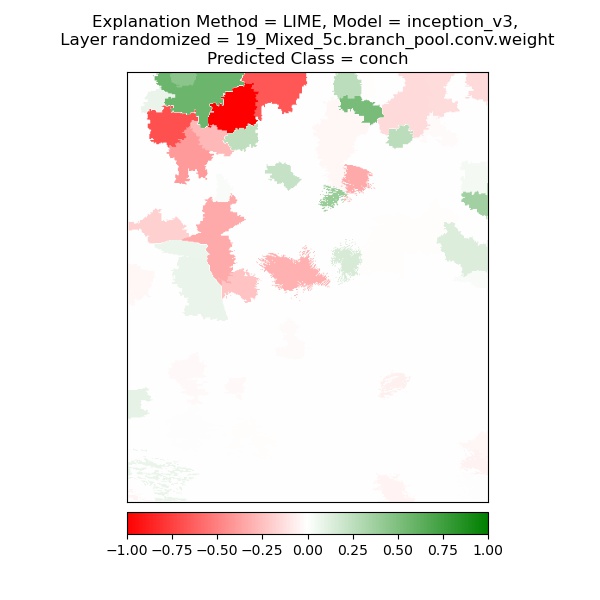 Explanation Method = LIME, Model = inception_v3,
Layer randomized = 19_Mixed_5c.branch_pool.conv.weight
Predicted Class = conch
−1.00 −0.75 −0.50 −0.25 0.00 0.25 0.50 0.75 1.00